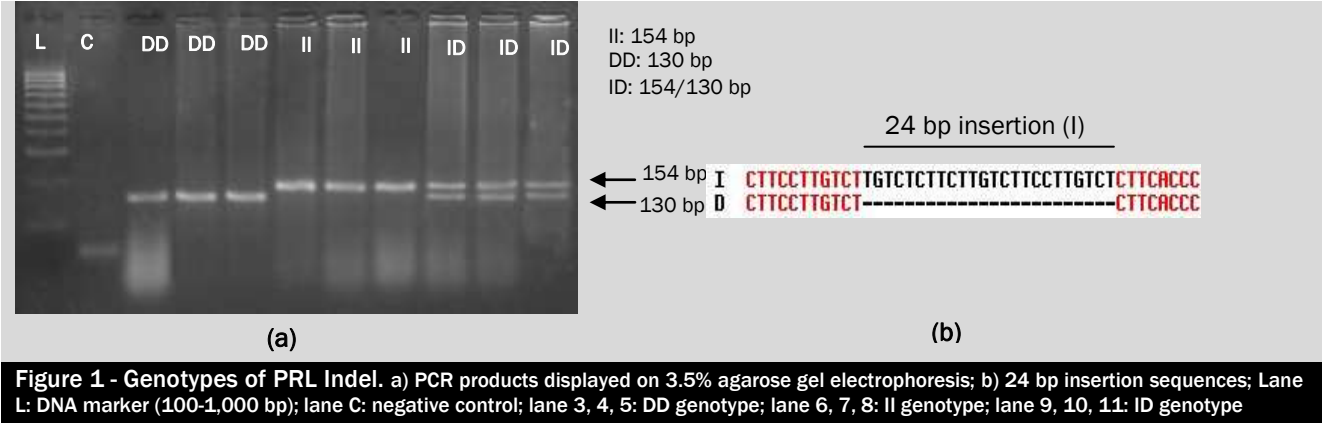 L C DD DD DD II II II ID ID ID
II: 154 bp
DD: 130 bp
ID: 154/130 bp
24 bp insertion (I)
154 bp
I CTTCCTTGTCTTGTCTCTTCTTGTCTTCCTTGTCTCTTCACCC
130 bp
D CTTCCTTGTCT------------------------CTTCACCC
(a)
(b)
Figure 1 - Genotypes of PRL Indel. a) PCR products displayed on 3.5% agarose gel electrophoresis; b) 24 bp insertion sequences; Lane
L: DNA marker (100-1,000 bp); lane C: negative control; lane 3, 4, 5: DD genotype; lane 6, 7, 8: II genotype; lane 9, 10, 11: ID genotype